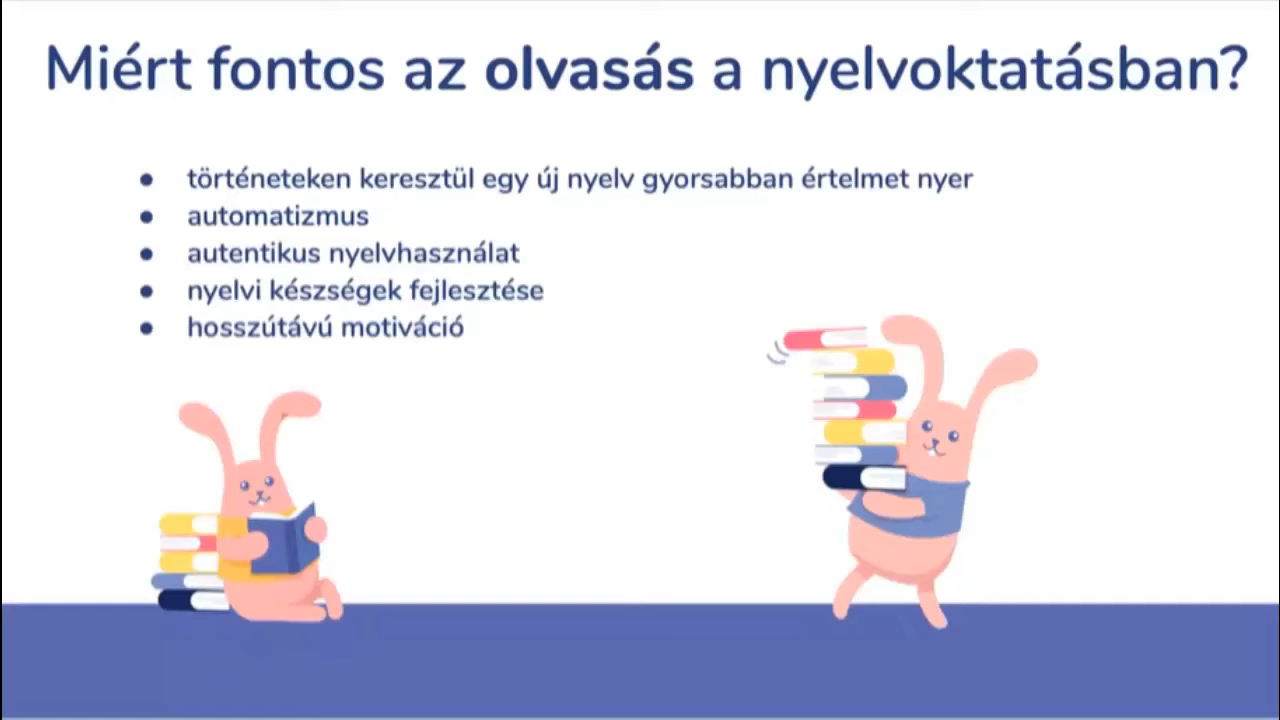 Miért fontos az olvasás a nyelvoktatásban?
● történeteken keresztül egy új nyelv gyorsabban értelmet nyer
● automatizmus
● autentikus nyelvhasználat
● nyelvi készségek fejlesztése
● hosszútávú motiváció